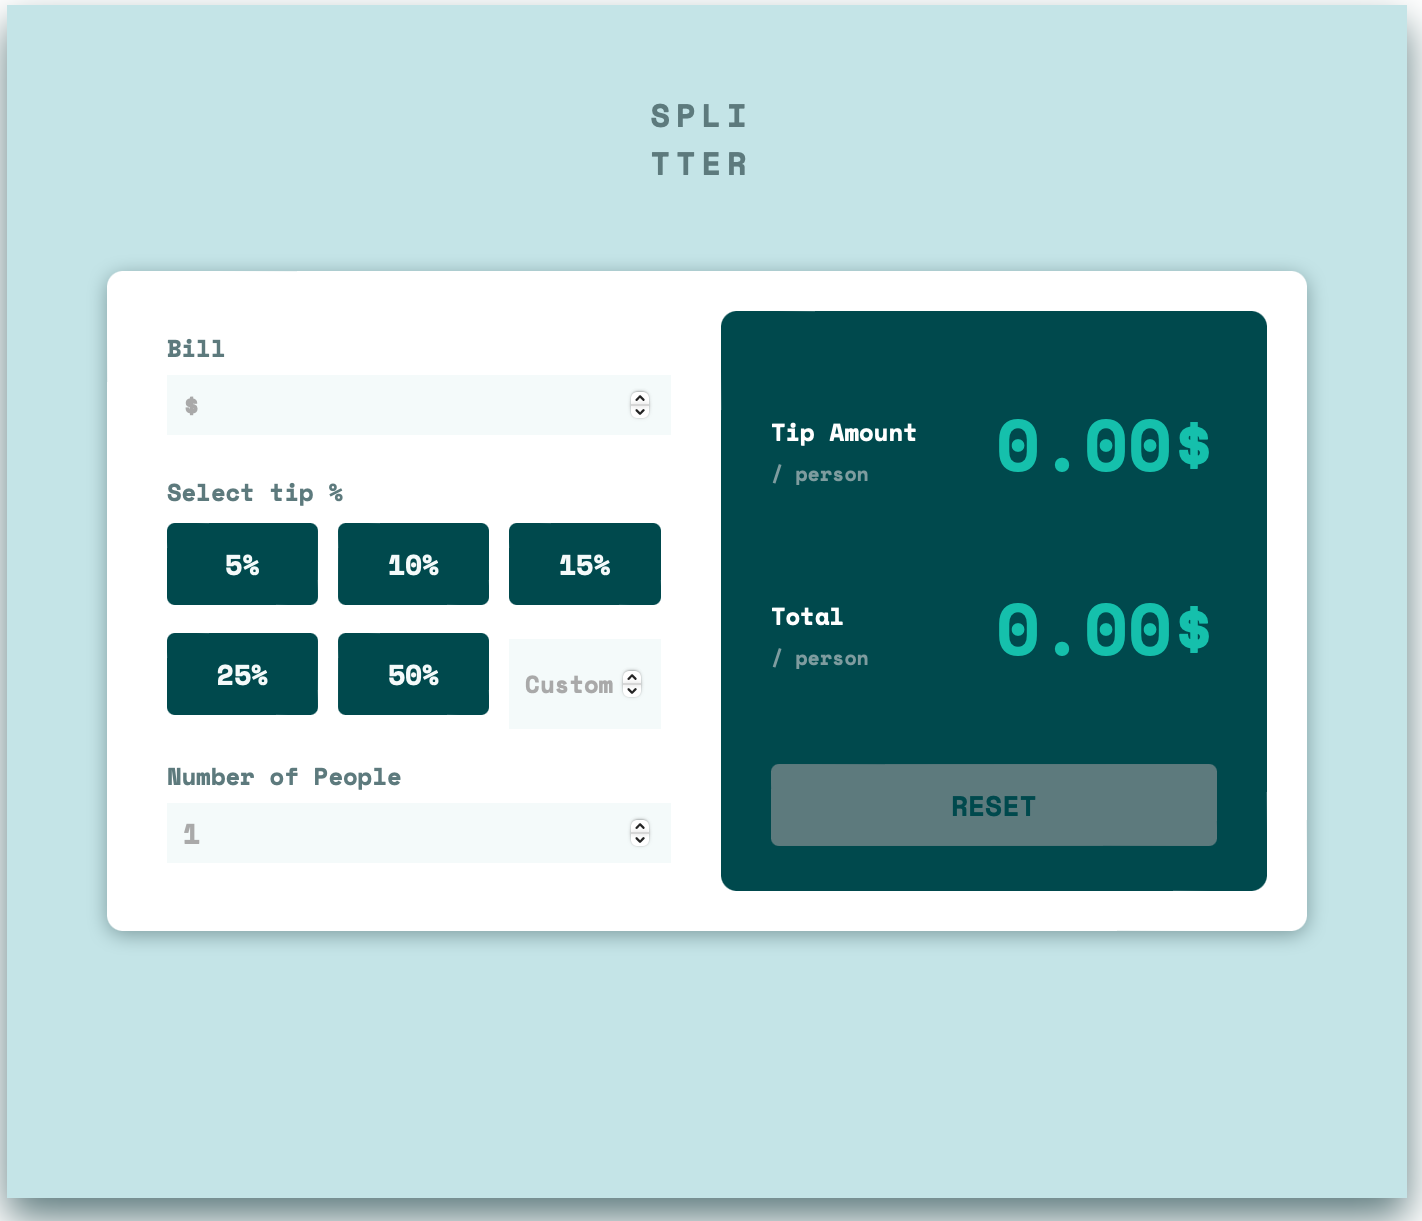 SPLI
TTER
Bill
$
Select tip %
5%
10%
15%
25%
50%
Custom
Number of People
1
Tip Amount
/ person
0.00$
Total
/ person
0.00$
RESET